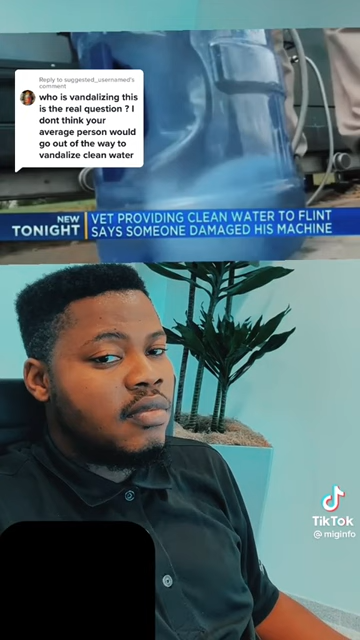 Reply to suggested_username's
comment
who is vandalizing this
is the real question ? I
dont think your
average person would
go out of the way to
vandalize clean water
NEW
TONIGHT
VET PROVIDING CLEAN WATER TO FLINT
SAYS SOMEONE DAMAGED HIS MACHINE
TikTok
@ miginfo